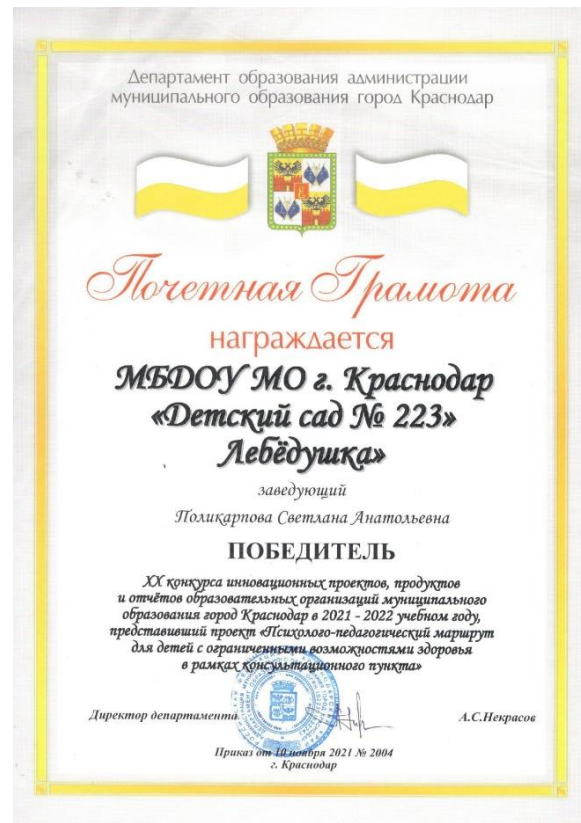 Департамент образования администрации
муниципального образования город Краснодар
Почетная Грамота
награждается
МБДОУ МО г. Краснодар
«Детский сад № 223»
Лебёдушка»
заведующий
Поликарпова Светлана Анатольевна
ПОБЕДИТЕЛЬ
XX конкурса инновационных проектов, продуктов
и отчётов образовательных организаций муниципального
образования город Краснодар в 2021 - 2022 учебном году,
представивший проект «Психолого-педагогический маршрут
для детей с ограниченными возможностями здоровья
в рамках консультационного пункта»
Директор департамента
А.С.Некрасов
Приказ от 10 ноября 2021 № 2004
г. Краснодар